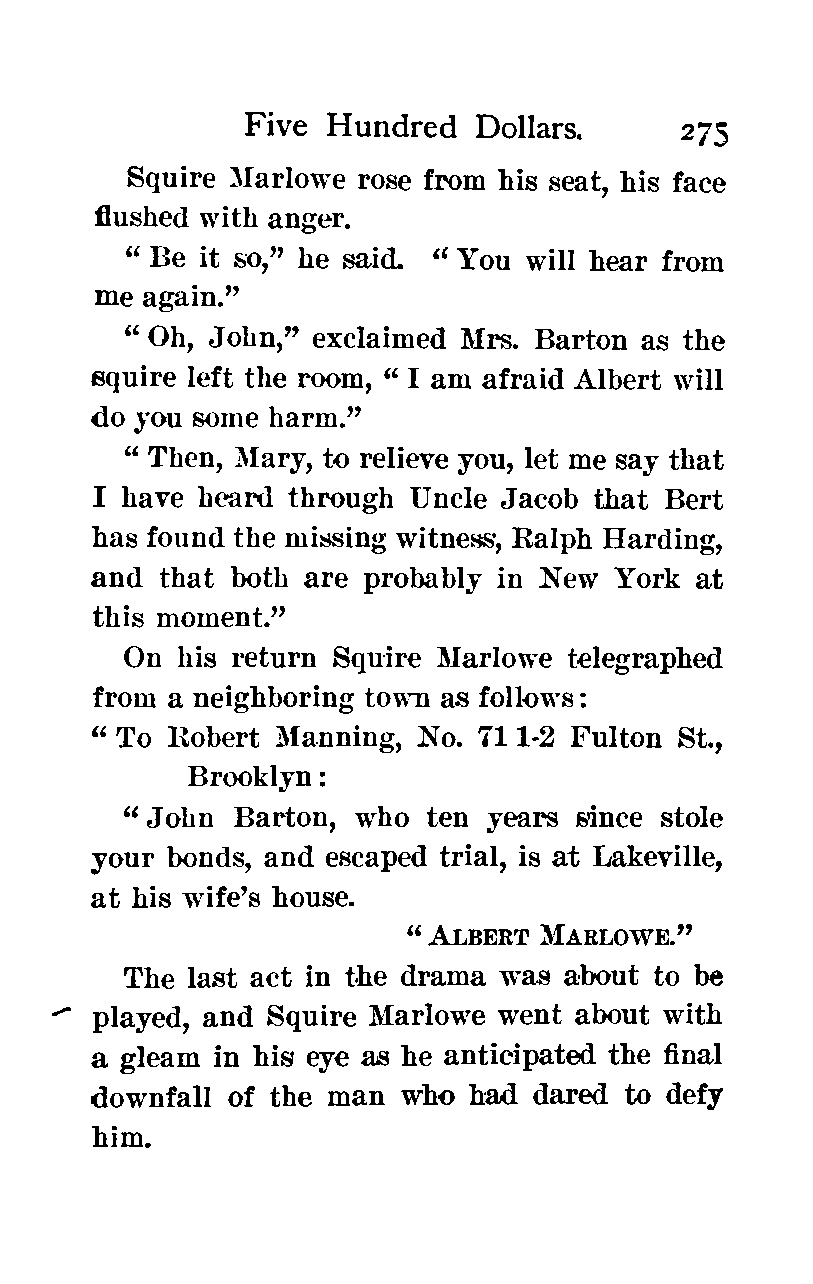 Five Hundred Dollars. 275
Squire Marlowe rose from his seat, his face
flushed with anger.
“ Be it so,” he said. “ You will hear from
me again.”
“ Oh, John,” exclaimed Mrs. Barton as the
squire left the room, “ I am afraid Albert will
do you some harm.”
“ Then, Mary, to relieve you, let me say that
I have heard through Uncle Jacob that Bert
has found the missing witness, Ralph Harding,
and that both are probably in New York at
this moment.”
On his return Squire Marlowe telegraphed
from a neighboring town as follows:
“ To Robert Manning, No. 71 1-2 Fulton St.,
Brooklyn :
“ John Barton, who ten years since stole
your bonds, and escaped trial, is at Lakeville,
at his wife’s house.
“ ALBERT MARLOWE.”
The last act in the drama was about to be
played, and Squire Marlowe went about with
a gleam in his eye as he anticipated the final
downfall of the man who had dared to defy
him.